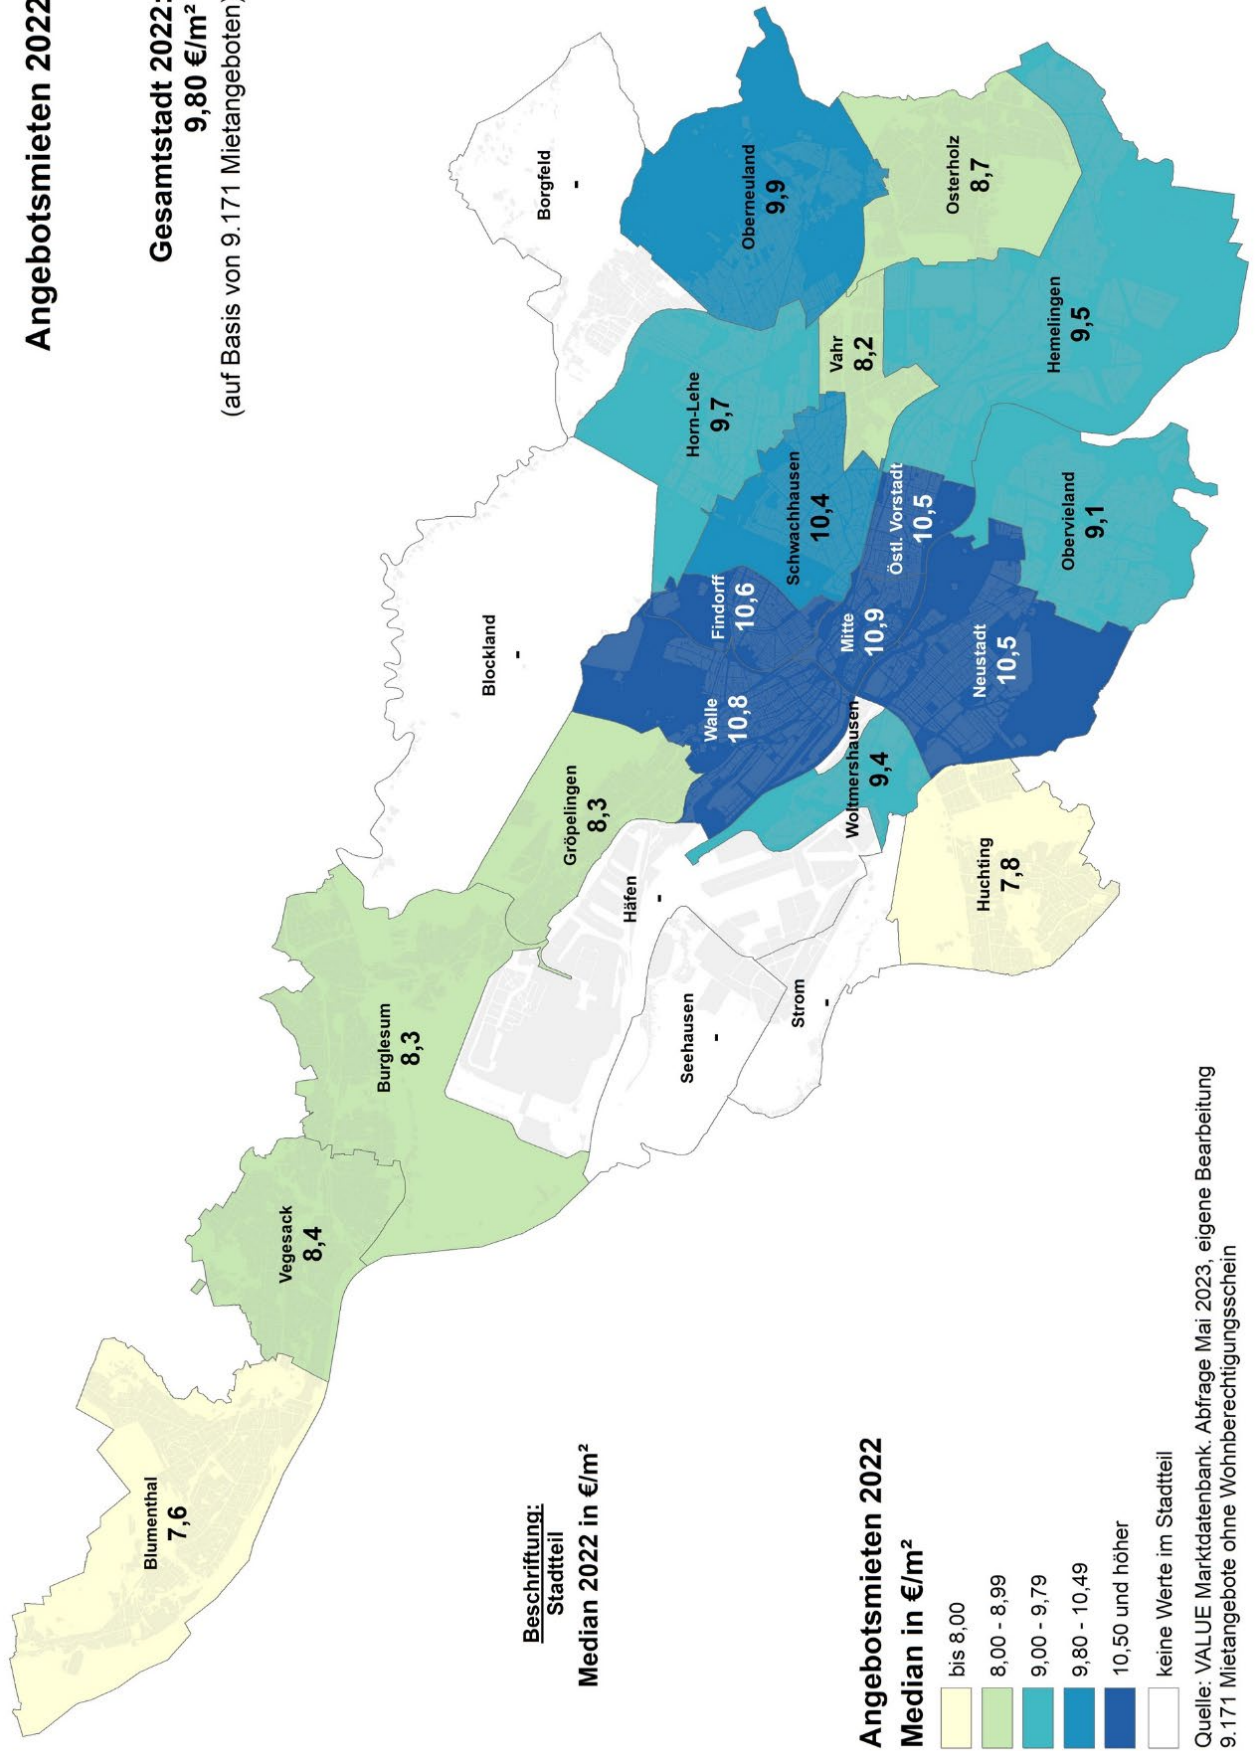 Angebotsmieten 2022
Gesamtstadt 2022:
9,80 €/m²
(auf Basis von 9.171 Mietangeboten)
Blumenthal
7,6
Vegesack
8,4
Burglesum
8,3
Blockland
-
Borgfeld
-
Gröpelingen
8,3
Häfen
-
Seehausen
-
Strom
-
Walle
10,8
Findorff
10,6
Horn-Lehe
9,7
Oberneuland
9,9
Schwachhausen
10,4
Vahr
8,2
Osterholz
8,7
Mitte
10,9
Östl. Vorstadt
10,5
Woltmershausen
9,4
Neustadt
10,5
Huchting
7,8
Obervieland
9,1
Hemelingen
9,5
Beschriftung:
Stadtteil
Median 2022 in €/m²
Angebotsmieten 2022
Median in €/m²
bis 8,00
8,00 - 8,99
9,00 - 9,79
9,80 - 10,49
10,50 und höher
keine Werte im Stadtteil
Quelle: VALUE Marktdatenbank. Abfrage Mai 2023, eigene Bearbeitung
9.171 Mietangebote ohne Wohnberechtigungsschein